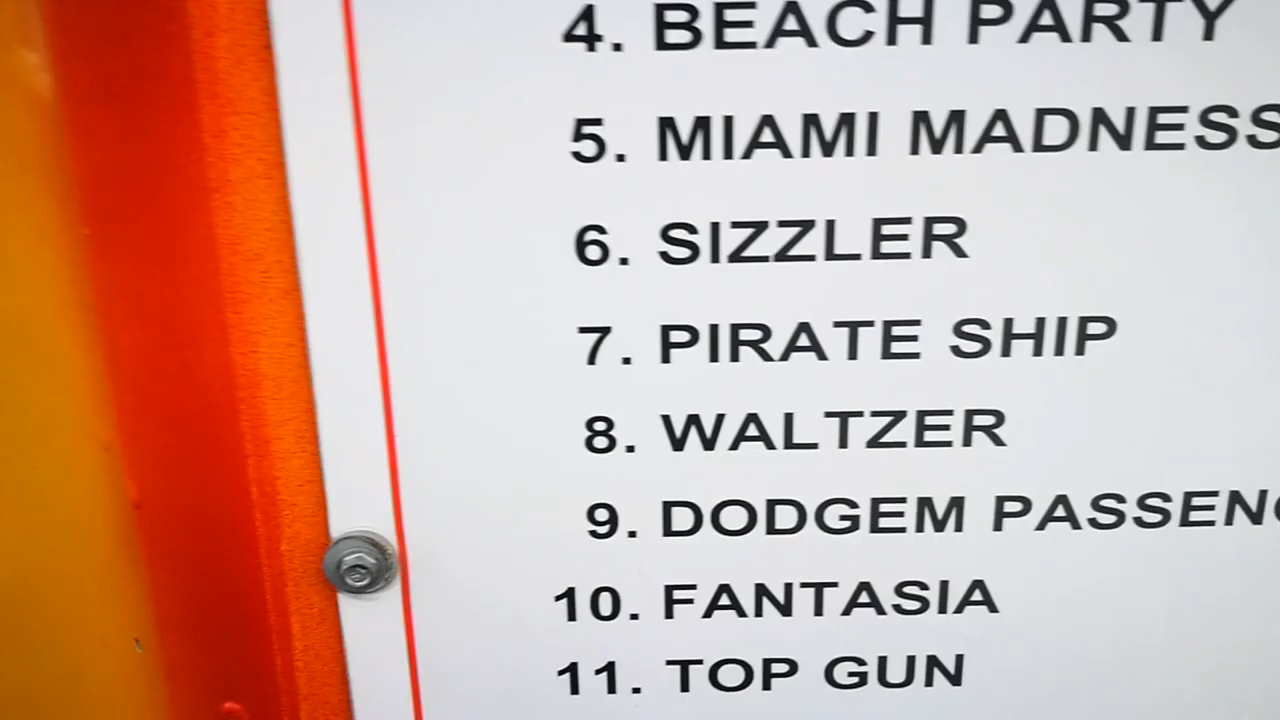 4. BEACH PARTY
5. MIAMI MADNESS
6. SIZZLER
7. PIRATE SHIP
8. WALTZER
9. DODGEM
10. FANTASIA
11. TOP GUN